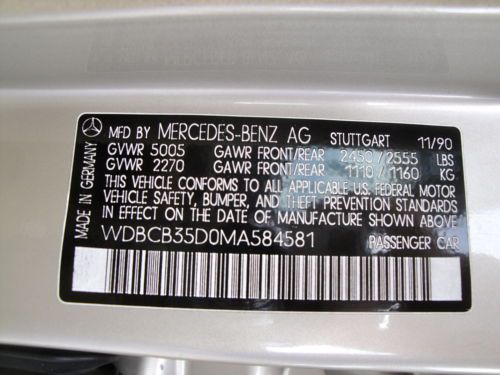 MFD BY MERCEDES-BENZ AG STUTTGART 11/90
GVWR 5005 GAWR FRONT/REAR 2450/2555 LBS
GVWR 2270 GAWR FRONT/REAR 1110/1160 KG
THIS VEHICLE CONFORMS TO ALL APPLICABLE U.S. FEDERAL MOTOR
VEHICLE SAFETY, BUMPER, AND THEFT PREVENTION STANDARDS
IN EFFECT ON THE DATE OF MANUFACTURE SHOWN ABOVE
WDBCB35D0MA584581 PASSENGER CAR
MADE IN GERMANY